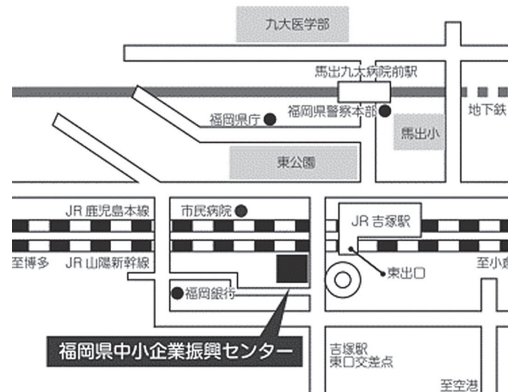 九大医学部
馬出九大病院前駅
地下鉄
福岡県庁
福岡県警察本部
馬出小
東公園
JR 鹿児島本線
市民病院
JR 吉塚駅
至博多
JR 山陽新幹線
東出口
至小倉
福岡銀行
福岡県中小企業振興センター
吉塚駅
東口交差点
至空港